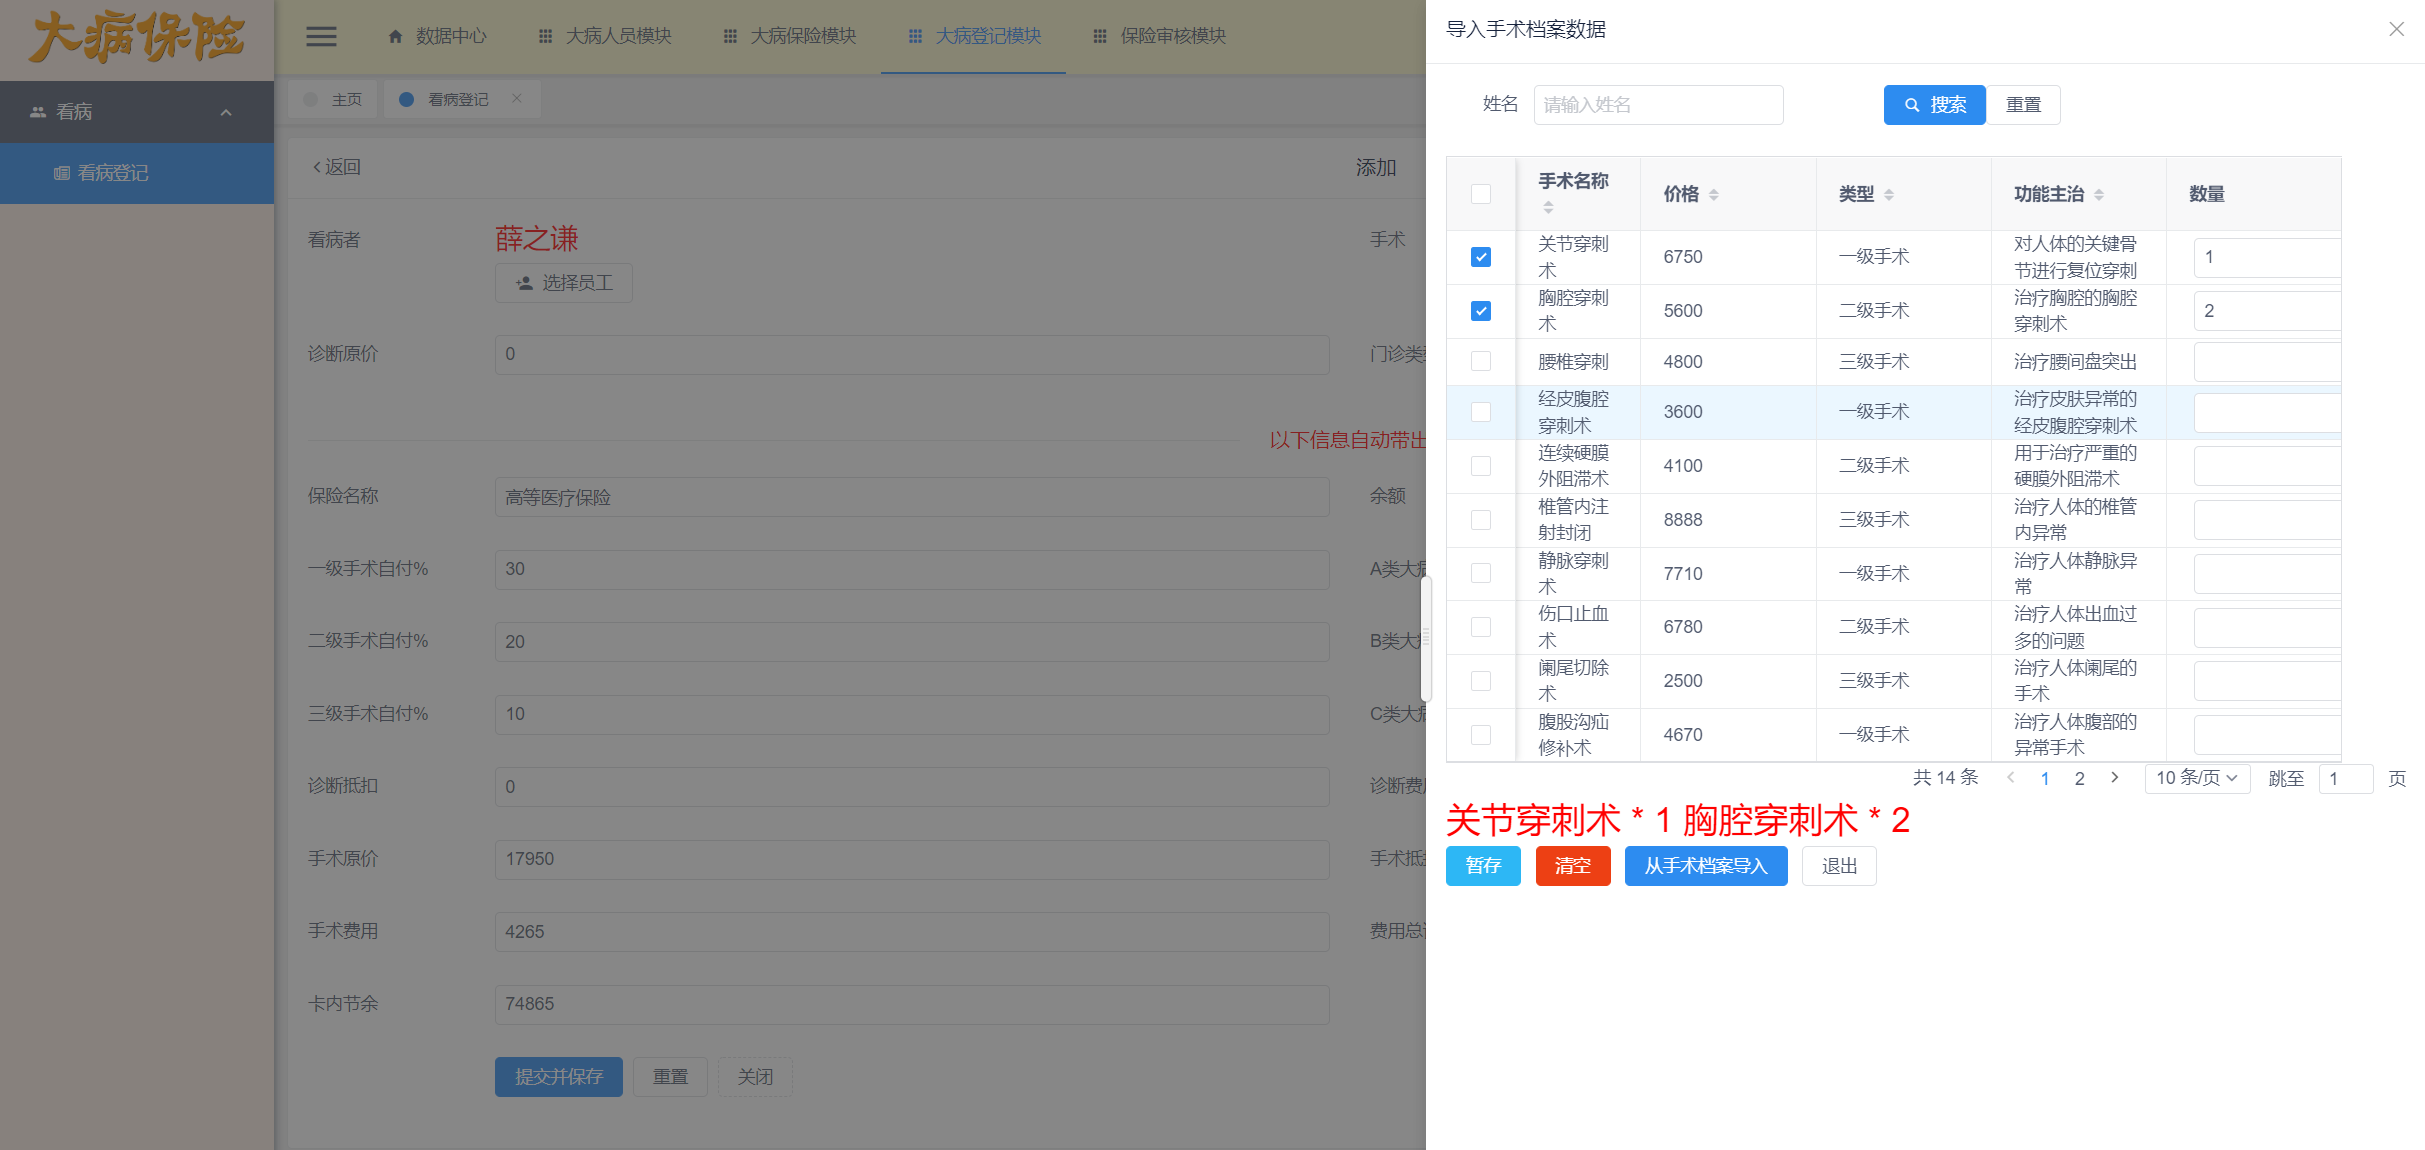 大病保险
数据中心
大病人员模块
大病保险模块
大病登记模块
保险审核模块
看病
看病登记
主页
看病登记
返回
添加
看病者
薛之谦
手术
选择员工
诊断原价
0
门诊类
以下信息自动带出
保险名称
高等医疗保险
余额
一级手术自付%
30
A类大
二级手术自付%
20
B类大
三级手术自付%
10
C类大
诊断抵扣
0
诊断费
手术原价
17950
手术抵
手术费用
4265
费用总
卡内节余
74865
提交并保存
重置
关闭
导入手术档案数据
姓名
请输入姓名
搜索
重置
手术名称 价格 类型 功能主治 数量
关节穿刺术 6750 一级手术 对人体的关键骨节进行复位穿刺 1
胸腔穿刺术 5600 二级手术 治疗胸腔的胸腔穿刺术 2
腰椎穿刺 4800 三级手术 治疗腰间盘突出
经皮腹腔穿刺术 3600 一级手术 治疗皮肤异常的经皮腹腔穿刺术
连续硬膜外阻滞术 4100 二级手术 用于治疗严重的硬膜外阻滞术
椎管内注射封闭 8888 三级手术 治疗人体的椎管内异常
静脉穿刺术 7710 一级手术 治疗人体静脉异常
伤口止血术 6780 二级手术 治疗人体出血过多的问题
阑尾切除术 2500 三级手术 治疗人体阑尾的手术
腹股沟疝修补术 4670 一级手术 治疗人体腹部的异常手术
共 14 条 1 2 10 条/页 跳至 1 页
关节穿刺术 * 1 胸腔穿刺术 * 2
暂存
清空
从手术档案导入
退出